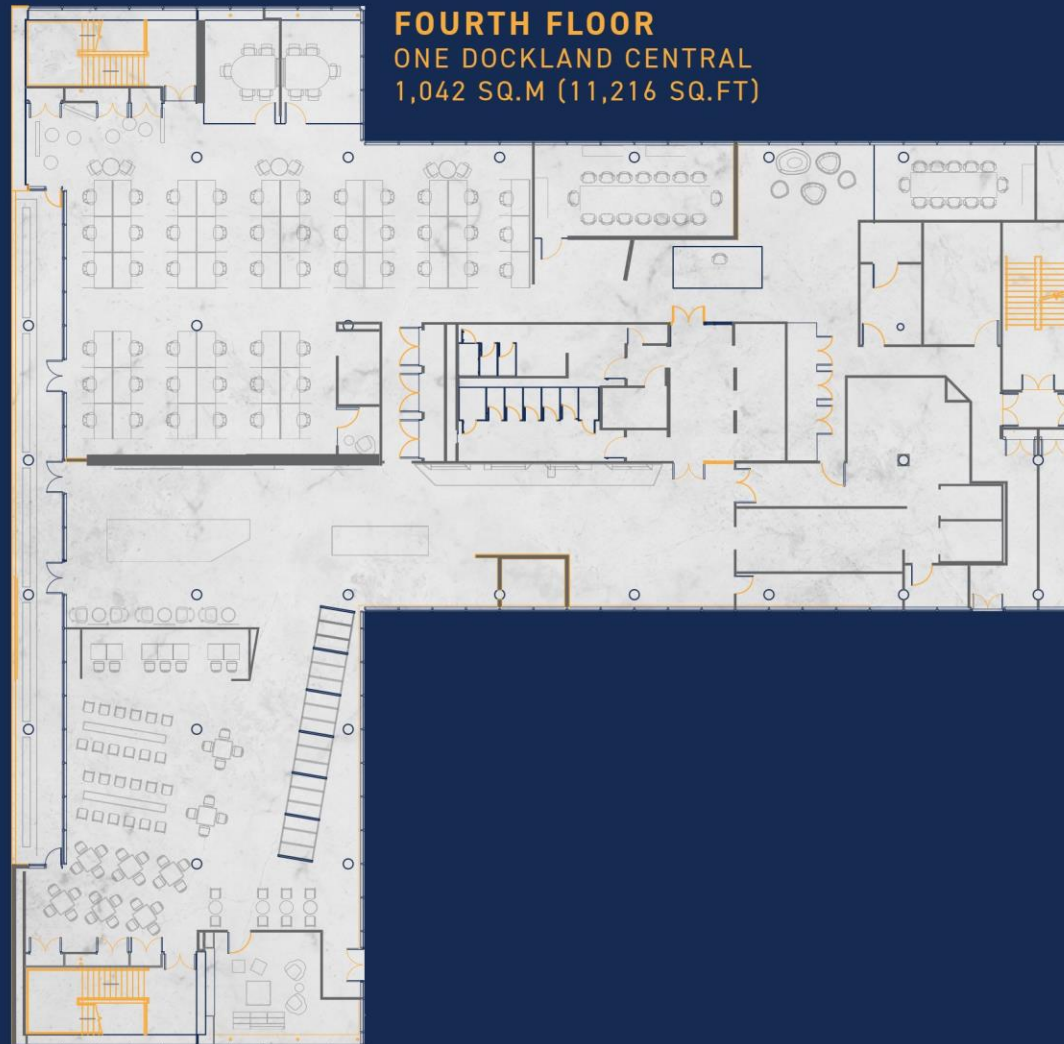 FOURTH FLOOR
ONE DOCKLAND CENTRAL
1,042 SQ.M (11,216 SQ.FT)